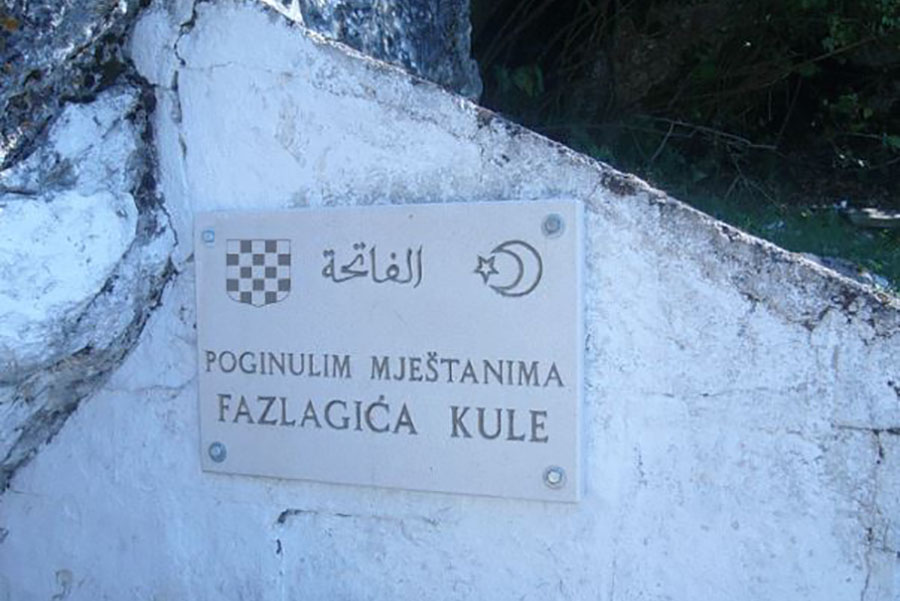 الفاتحة
POGINULIM MJEŠTANIMA
FAZLAGIĆA KULE